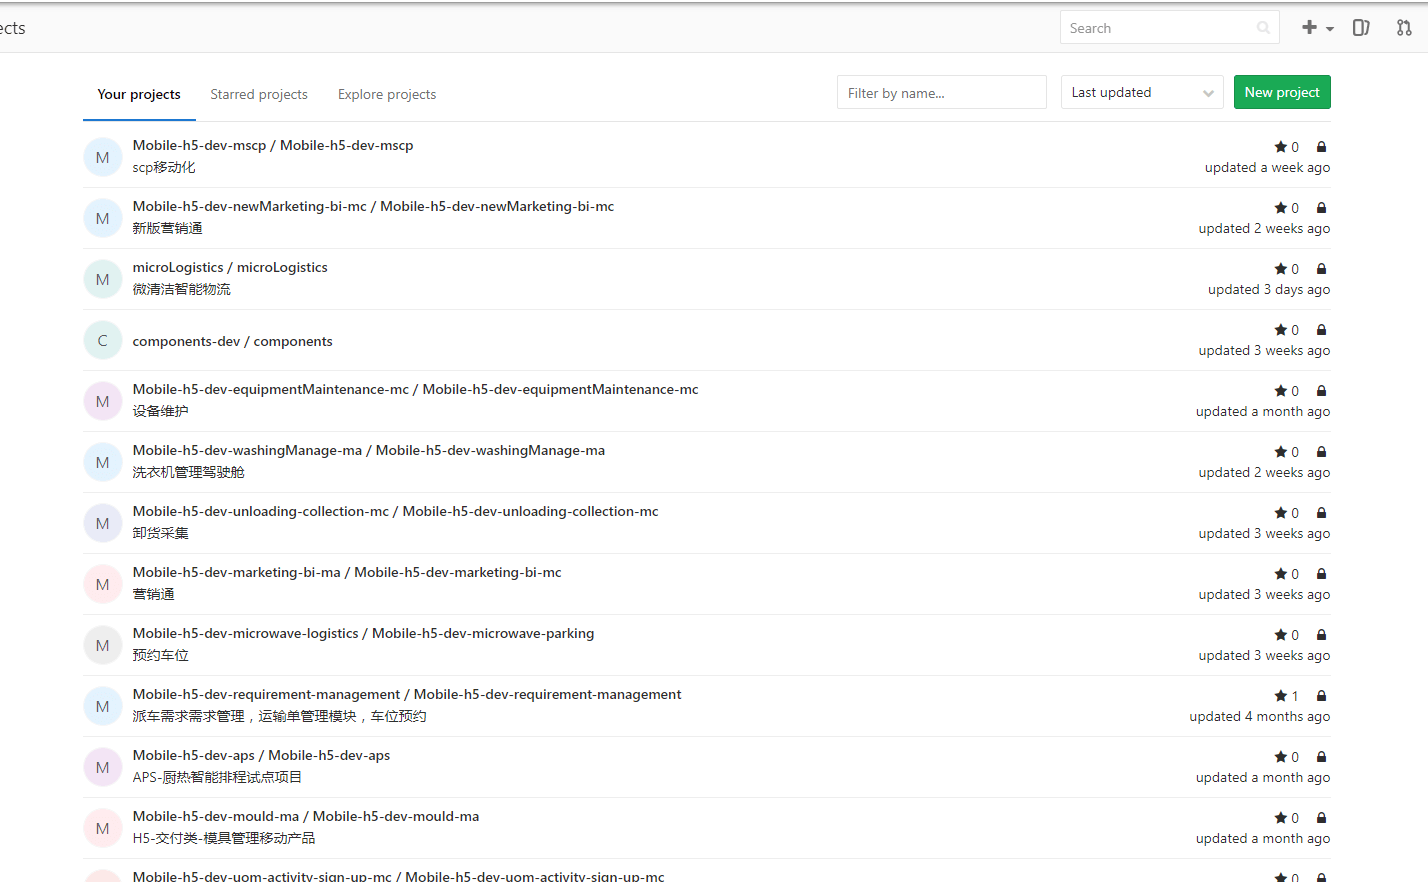 ects
Search
Your projects Starred projects Explore projects Filter by name... Last updated New project
M Mobile-h5-dev-mscp / Mobile-h5-dev-mscp 0
scp移动化 updated a week ago
M Mobile-h5-dev-newMarketing-bi-mc / Mobile-h5-dev-newMarketing-bi-mc 0
新版营销通 updated 2 weeks ago
M microLogistics / microLogistics 0
微清洁智能物流 updated 3 days ago
C components-dev / components 0
updated 3 weeks ago
M Mobile-h5-dev-equipmentMaintenance-mc / Mobile-h5-dev-equipmentMaintenance-mc 0
设备维护 updated a month ago
M Mobile-h5-dev-washingManage-ma / Mobile-h5-dev-washingManage-ma 0
洗衣机管理驾驶舱 updated 2 weeks ago
M Mobile-h5-dev-unloading-collection-mc / Mobile-h5-dev-unloading-collection-mc 0
卸货采集 updated 3 weeks ago
M Mobile-h5-dev-marketing-bi-ma / Mobile-h5-dev-marketing-bi-mc 0
营销通 updated 3 weeks ago
M Mobile-h5-dev-microwave-logistics / Mobile-h5-dev-microwave-parking 0
预约车位 updated 3 weeks ago
M Mobile-h5-dev-requirement-management / Mobile-h5-dev-requirement-management 1
派车需求需求管理，运输单管理模块，车位预约 updated 4 months ago
M Mobile-h5-dev-aps / Mobile-h5-dev-aps 0
APS-厨热智能排程试点项目 updated a month ago
M Mobile-h5-dev-mould-ma / Mobile-h5-dev-mould-ma 0
H5-交付类-模具管理移动产品 updated a month ago
Mobile-h5-dev-uom-activity-sign-up-mc / Mobile-h5-dev-uom-activity-sign-up-mc 0